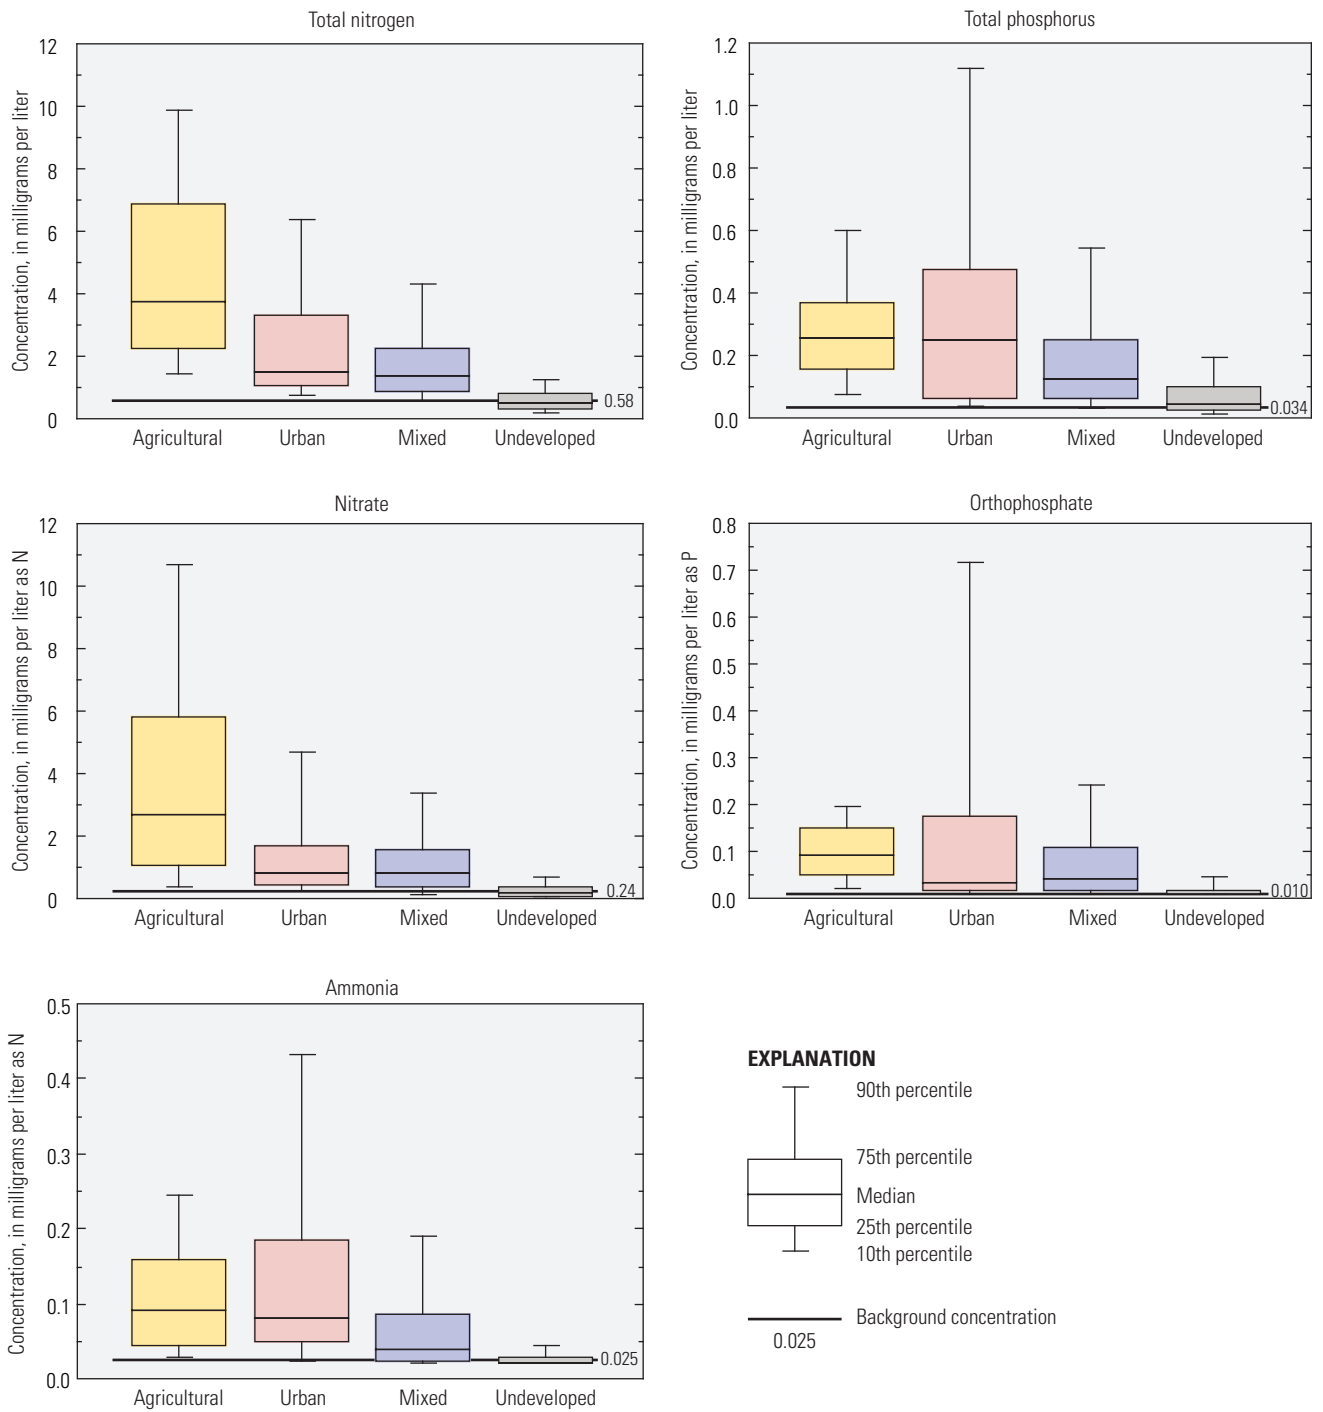 Total nitrogen
Concentration, in milligrams per liter
12
10
8
6
4
2
0
0.58
Agricultural Urban Mixed Undeveloped
Total phosphorus
Concentration, in milligrams per liter
1.2
1.0
0.8
0.6
0.4
0.2
0.0
0.034
Agricultural Urban Mixed Undeveloped
Nitrate
Concentration, in milligrams per liter as N
12
10
8
6
4
2
0
0.24
Agricultural Urban Mixed Undeveloped
Orthophosphate
Concentration, in milligrams per liter as P
0.8
0.7
0.6
0.5
0.4
0.3
0.2
0.1
0.0
0.010
Agricultural Urban Mixed Undeveloped
Ammonia
Concentration, in milligrams per liter as N
0.5
0.4
0.3
0.2
0.1
0.0
0.025
Agricultural Urban Mixed Undeveloped
EXPLANATION
90th percentile
75th percentile
Median
25th percentile
10th percentile
Background concentration
0.025